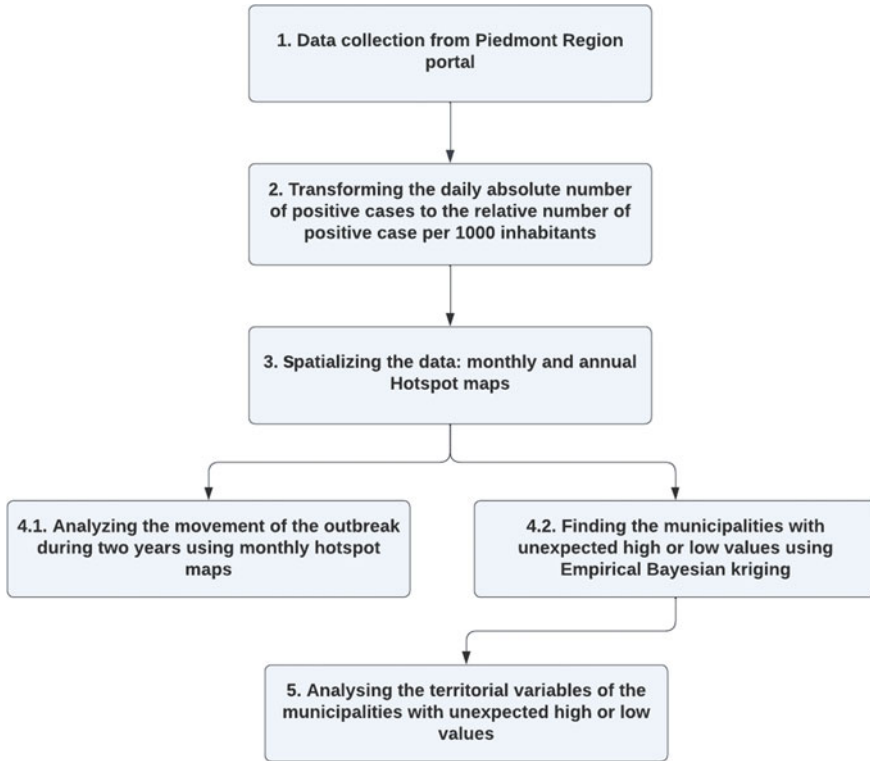 1. Data collection from Piedmont Region
portal
2. Transforming the daily absolute number
of positive cases to the relative number of
positive case per 1000 inhabitants
3. Spatializing the data: monthly and annual
Hotspot maps
4.1. Analyzing the movement of the outbreak
during two years using monthly hotspot
maps
4.2. Finding the municipalities with
unexpected high or low values using
Empirical Bayesian kriging
5. Analysing the territorial variables of the
municipalities with unexpected high or low
values